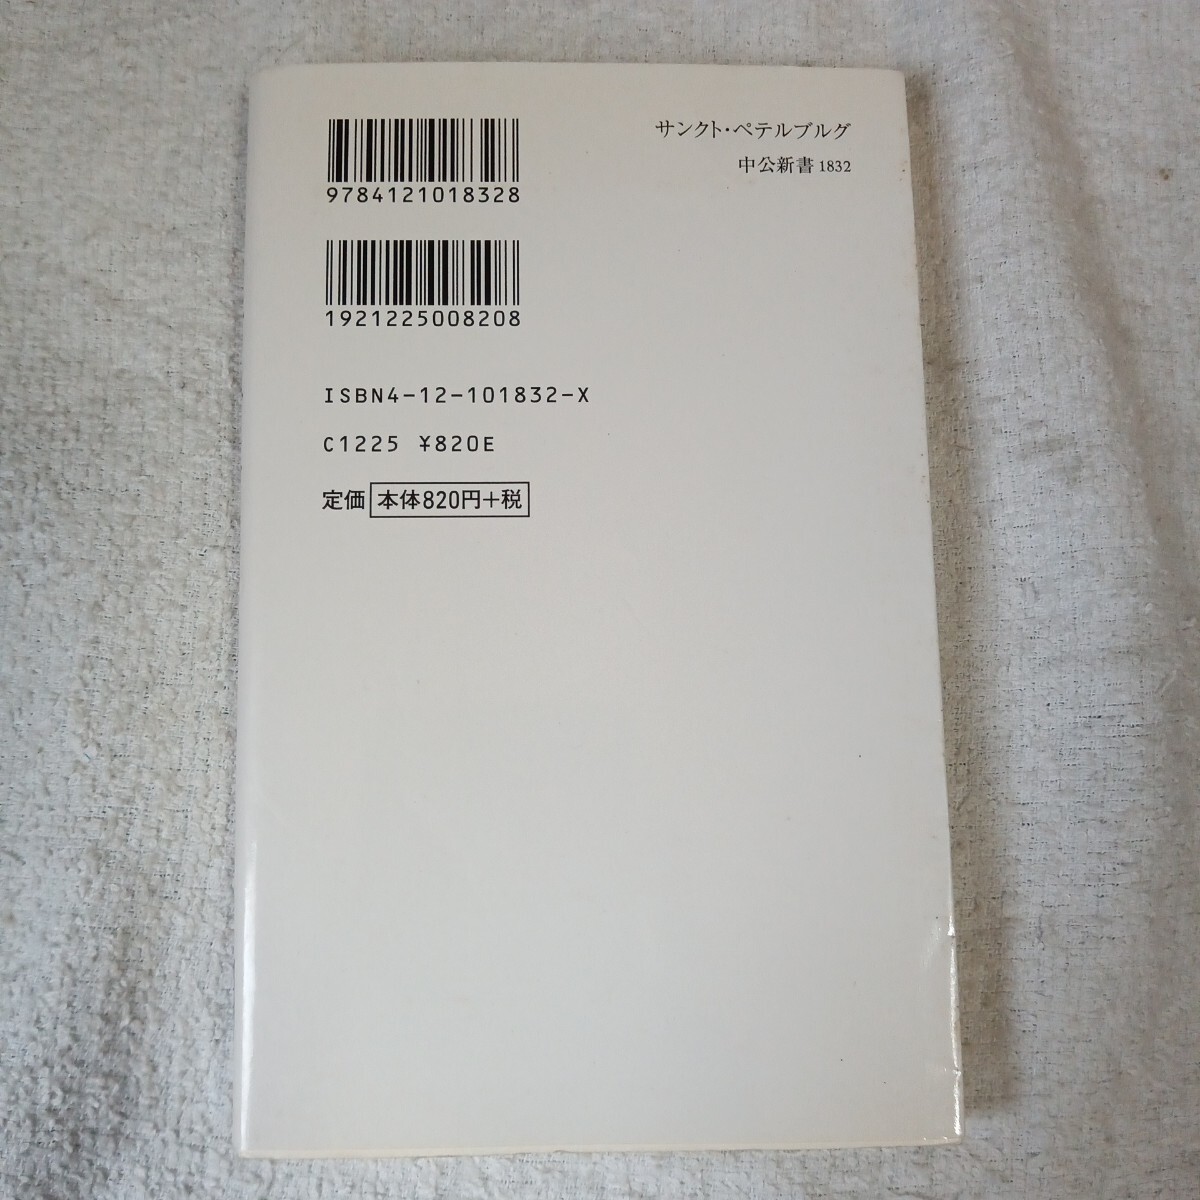 サンクト・ペテルブルグ
中公新書 1832
9784121018328
1921225008208
ISBN4-12-101832-X
C1225 ¥820E
定価 本体820円+税